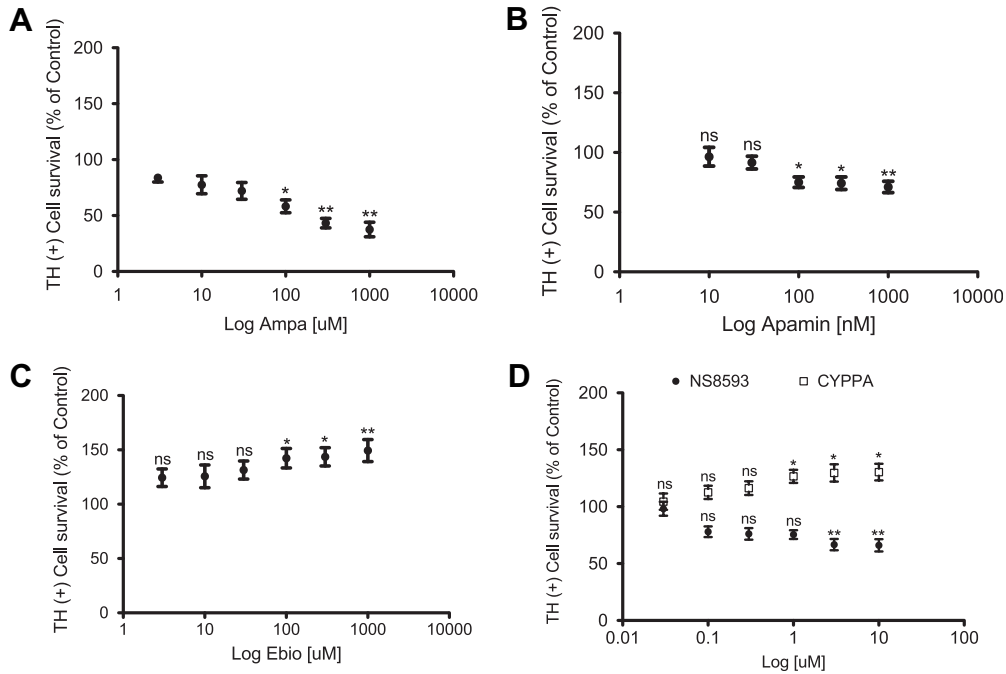 A
TH (+) Cell survival (% of Control)
200
150
100
50
0
*
**
**
1
10
100
1000
10000
Log Ampa [uM]
B
TH (+) Cell survival (% of Control)
200
150
100
50
0
ns
ns
*
*
**
1
10
100
1000
10000
Log Apamin [nM]
C
TH (+) Cell survival (% of Control)
200
150
100
50
0
ns
ns
ns
*
*
**
1
10
100
1000
10000
Log Ebio [uM]
D
NS8593
CYPPA
TH (+) Cell survival (% of Control)
200
150
100
50
0
ns
ns
ns
*
*
*
ns
ns
ns
**
**
0.01
0.1
1
10
100
Log [uM]